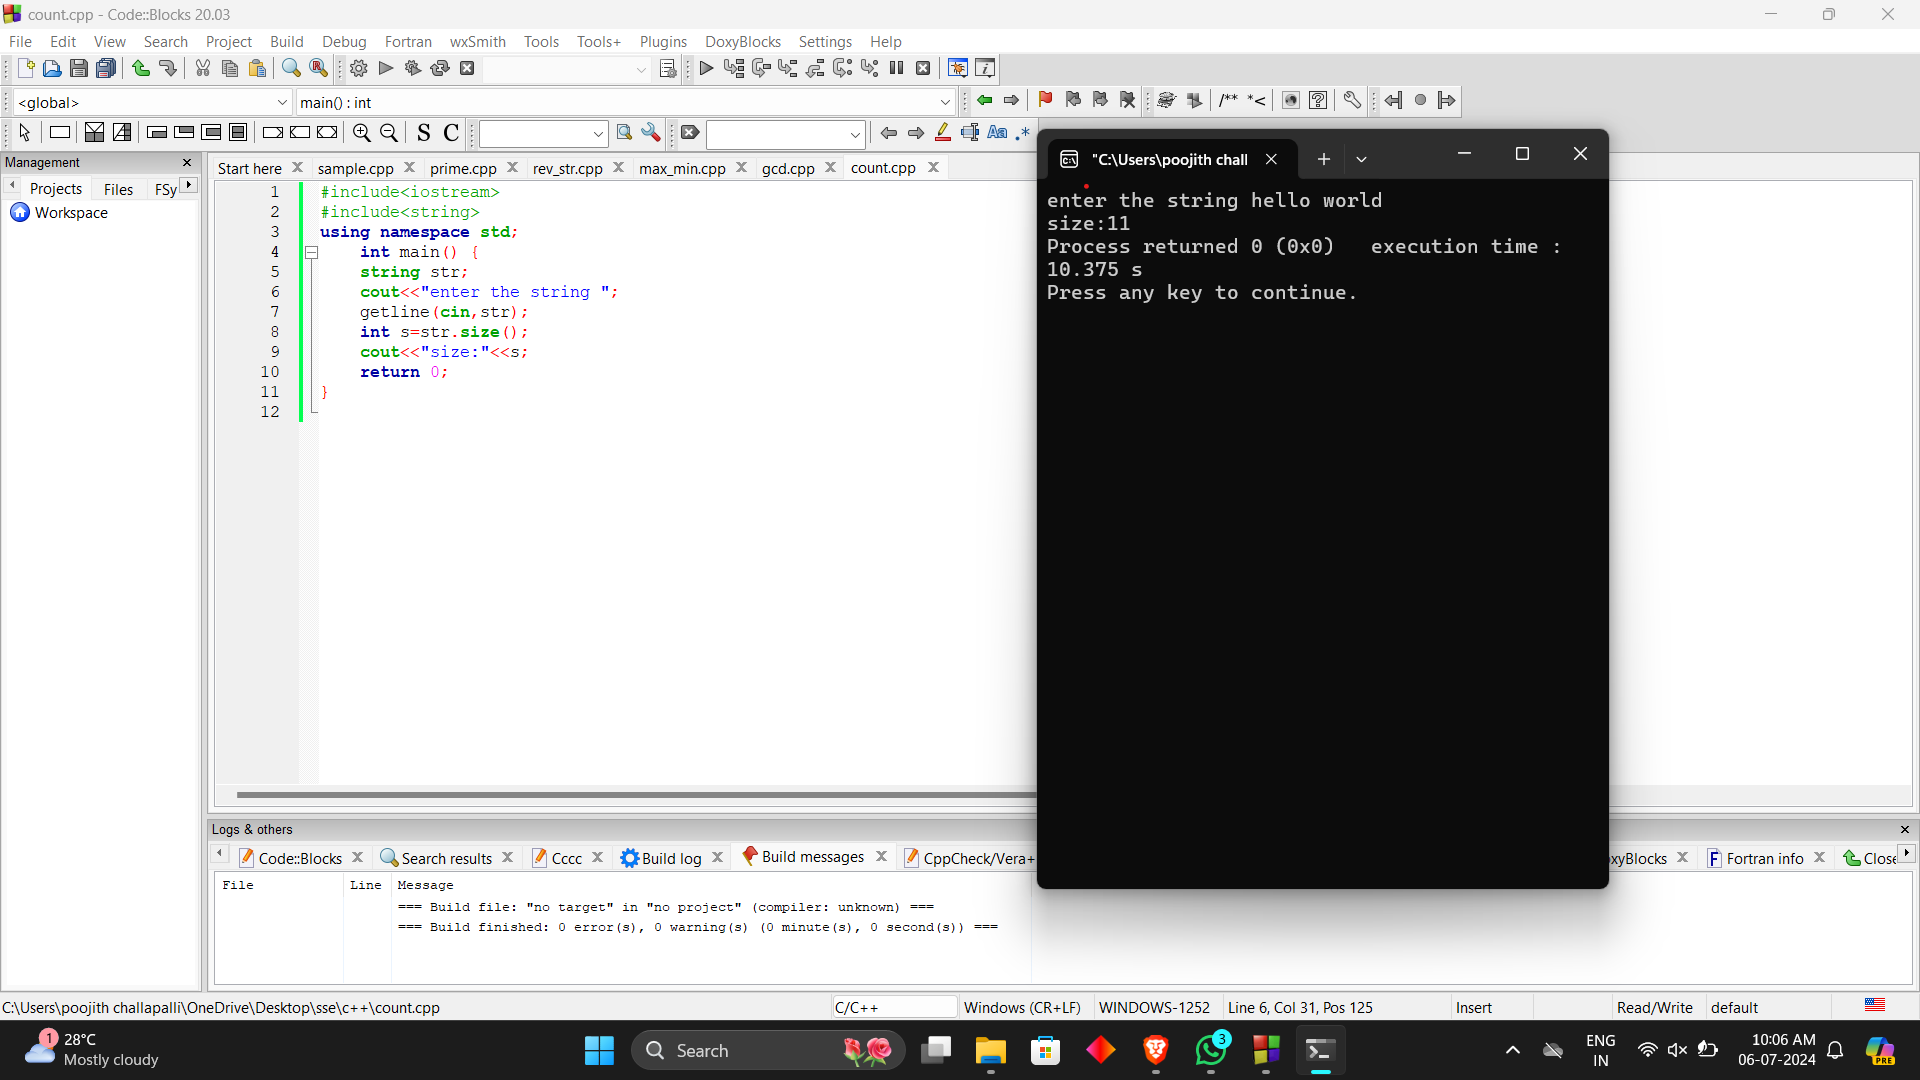 count.cpp - Code::Blocks 20.03
File Edit View Search Project Build Debug Fortran wxSmith Tools Tools+ Plugins DoxyBlocks Settings Help
<global> main() : int
/** *<
S C Aa .*
Management
Projects Files FSy
Workspace
Start here sample.cpp prime.cpp rev_str.cpp max_min.cpp gcd.cpp count.cpp
1 #include<iostream>
2 #include<string>
3 using namespace std;
4 int main() {
5 string str;
6 cout<<"enter the string ";
7 getline(cin,str);
8 int s=str.size();
9 cout<<"size:"<<s;
10 return 0;
11 }
12
"C:\Users\poojith chall
enter the string hello world
size:11
Process returned 0 (0x0)   execution time :
10.375 s
Press any key to continue.
Logs & others
Code::Blocks Search results Cccc Build log Build messages CppCheck/Vera+ oxyBlocks Fortran info Close
File Line Message
=== Build file: "no target" in "no project" (compiler: unknown) ===
=== Build finished: 0 error(s), 0 warning(s) (0 minute(s), 0 second(s)) ===
C:\Users\poojith challapalli\OneDrive\Desktop\sse\c++\count.cpp C/C++ Windows (CR+LF) WINDOWS-1252 Line 6, Col 31, Pos 125 Insert Read/Write default
1 28°C
Mostly cloudy
Search
3
ENG
IN
10:06 AM
06-07-2024
PRE